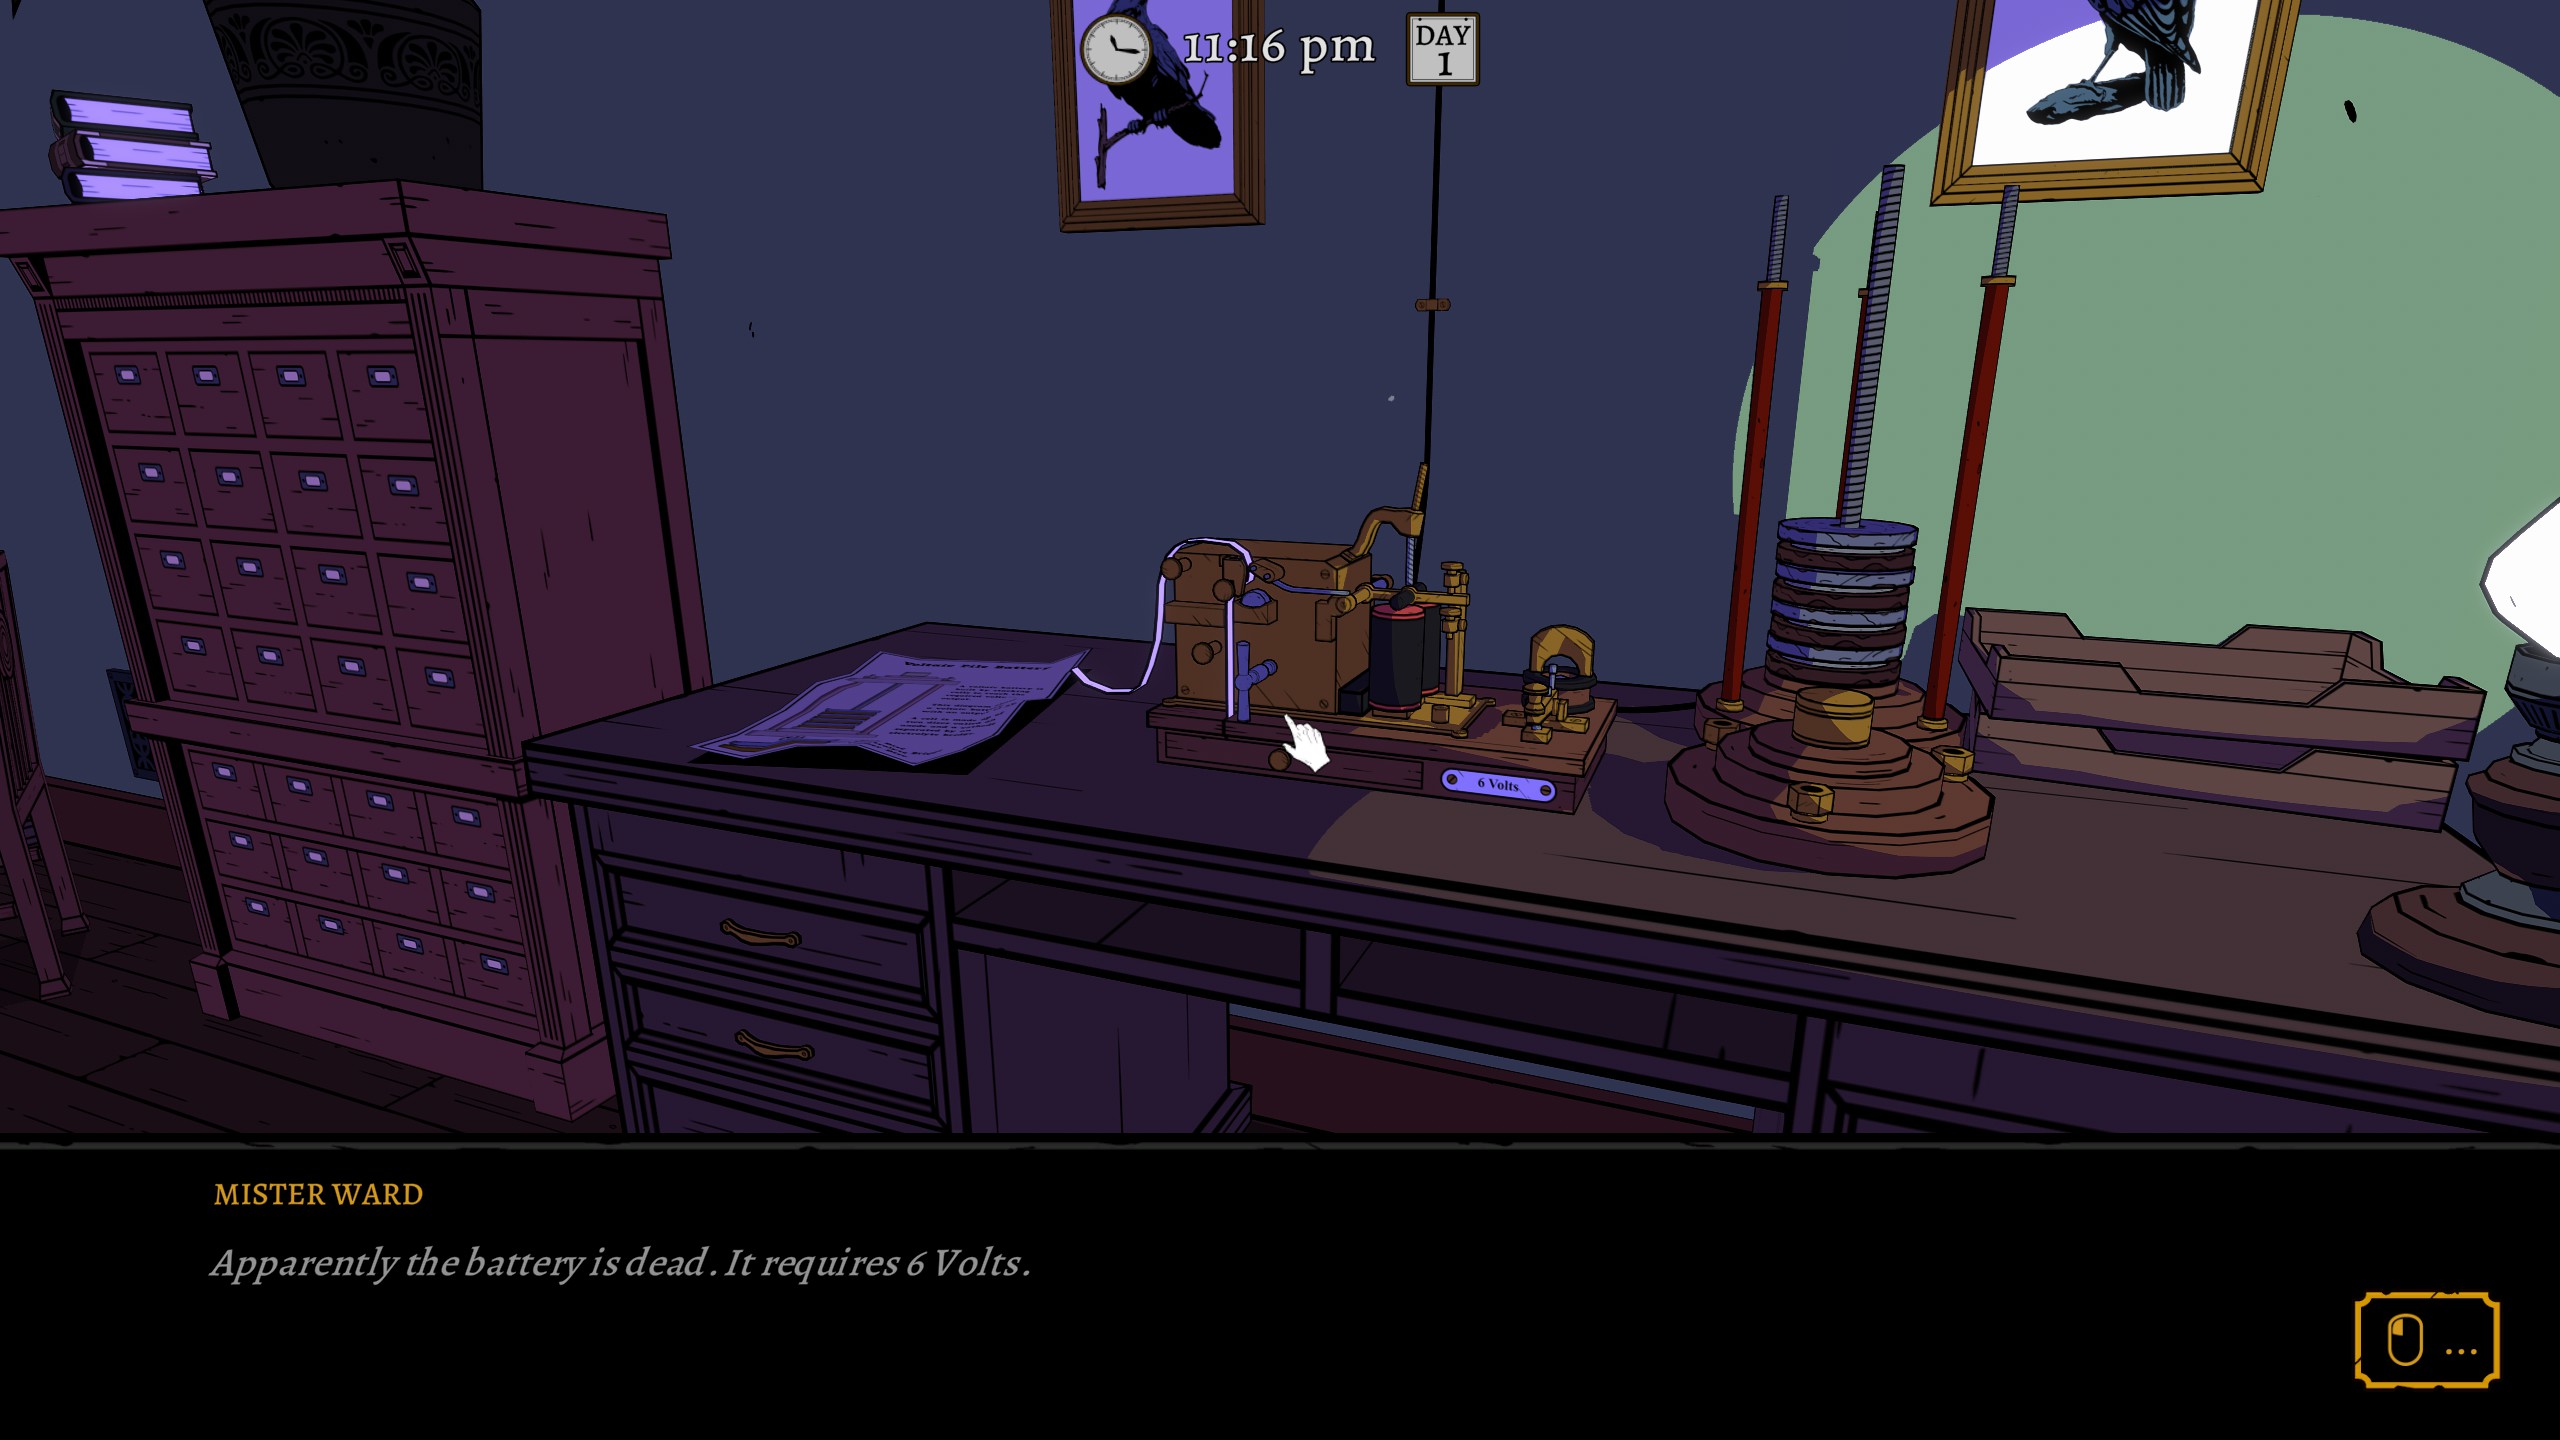 11:16 pm
DAY
1
Voltaic Pile Battery
6 Volts
MISTER WARD
Apparently the battery is dead. It requires 6 Volts.
...